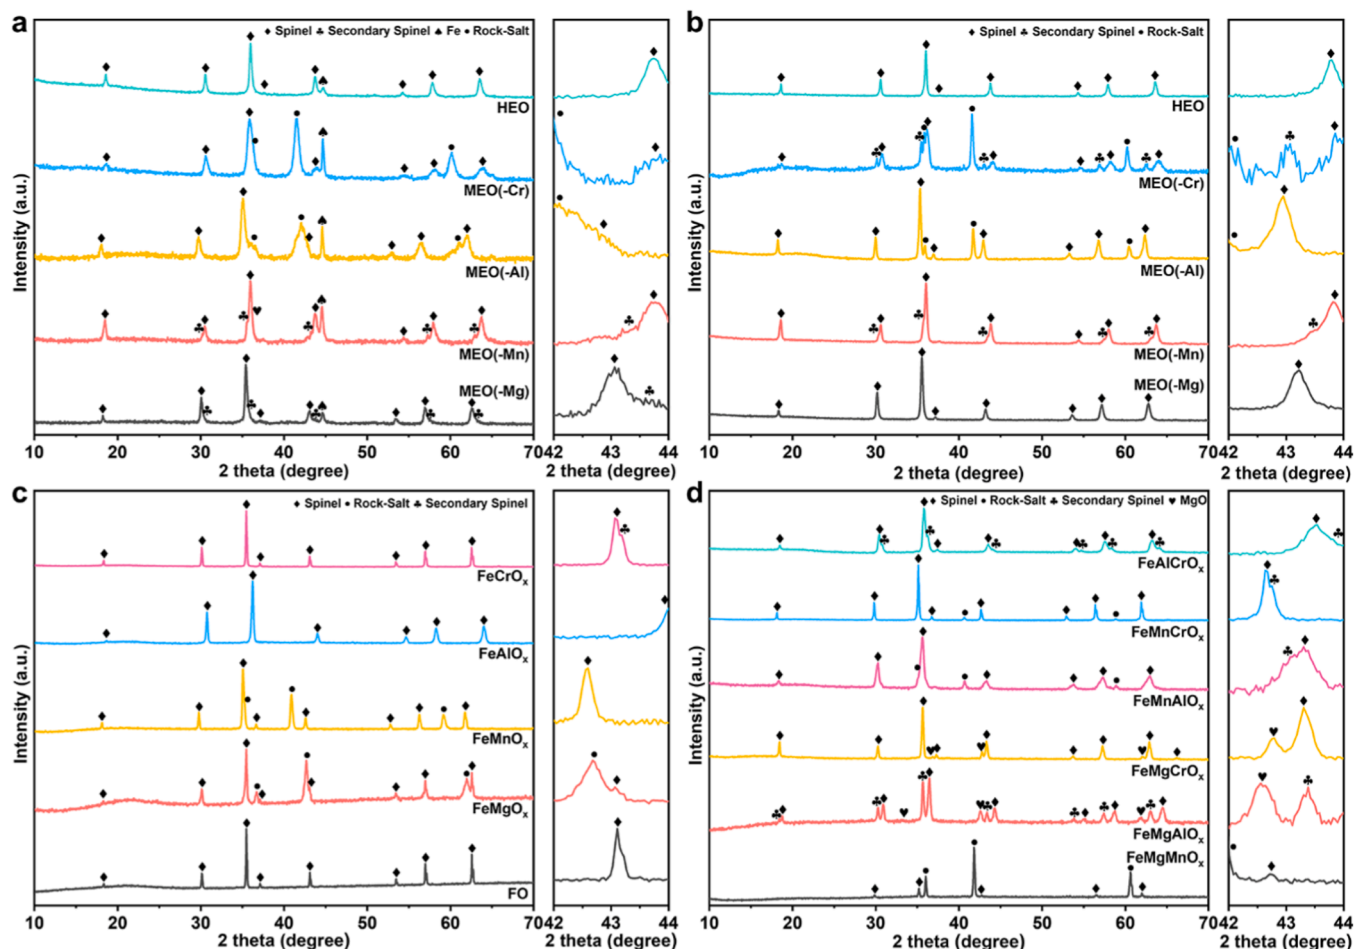 a
♦ Spinel ♣ Secondary Spinel ♠ Fe • Rock-Salt
HEO
MEO(-Cr)
MEO(-Al)
MEO(-Mn)
MEO(-Mg)
Intensity (a.u.)
10 20 30 40 50 60 70
2 theta (degree)
42 43 44
2 theta (degree)
b
♦ Spinel ♣ Secondary Spinel • Rock-Salt
HEO
MEO(-Cr)
MEO(-Al)
MEO(-Mn)
MEO(-Mg)
Intensity (a.u.)
10 20 30 40 50 60 70
2 theta (degree)
42 43 44
2 theta (degree)
c
♦ Spinel • Rock-Salt ♣ Secondary Spinel
FeCrOₓ
FeAlOₓ
FeMnOₓ
FeMgOₓ
FO
Intensity (a.u.)
10 20 30 40 50 60 70
2 theta (degree)
42 43 44
2 theta (degree)
d
♦ Spinel • Rock-Salt ♣ Secondary Spinel ♥ MgO
FeAlCrOₓ
FeMnCrOₓ
FeMnAlOₓ
FeMgCrOₓ
FeMgAlOₓ
FeMgMnOₓ
Intensity (a.u.)
10 20 30 40 50 60 70
2 theta (degree)
42 43 44
2 theta (degree)